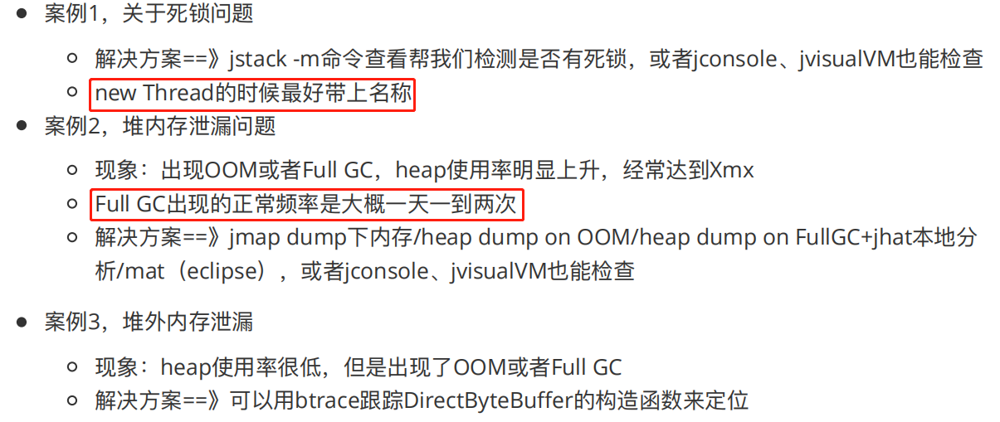 案例1，关于死锁问题
解决方案==》jstack -m命令查看帮我们检测是否有死锁，或者jconsole、jvisualVM也能检查
new Thread的时候最好带上名称
案例2，堆内存泄漏问题
现象：出现OOM或者Full GC，heap使用率明显上升，经常达到Xmx
Full GC出现的正常频率是大概一天一到两次
解决方案==》jmap dump下内存/heap dump on OOM/heap dump on FullGC+jhat本地分
析/mat（eclipse），或者jconsole、jvisualVM也能检查
案例3，堆外内存泄漏
现象：heap使用率很低，但是出现了OOM或者Full GC
解决方案==》可以用btrace跟踪DirectByteBuffer的构造函数来定位